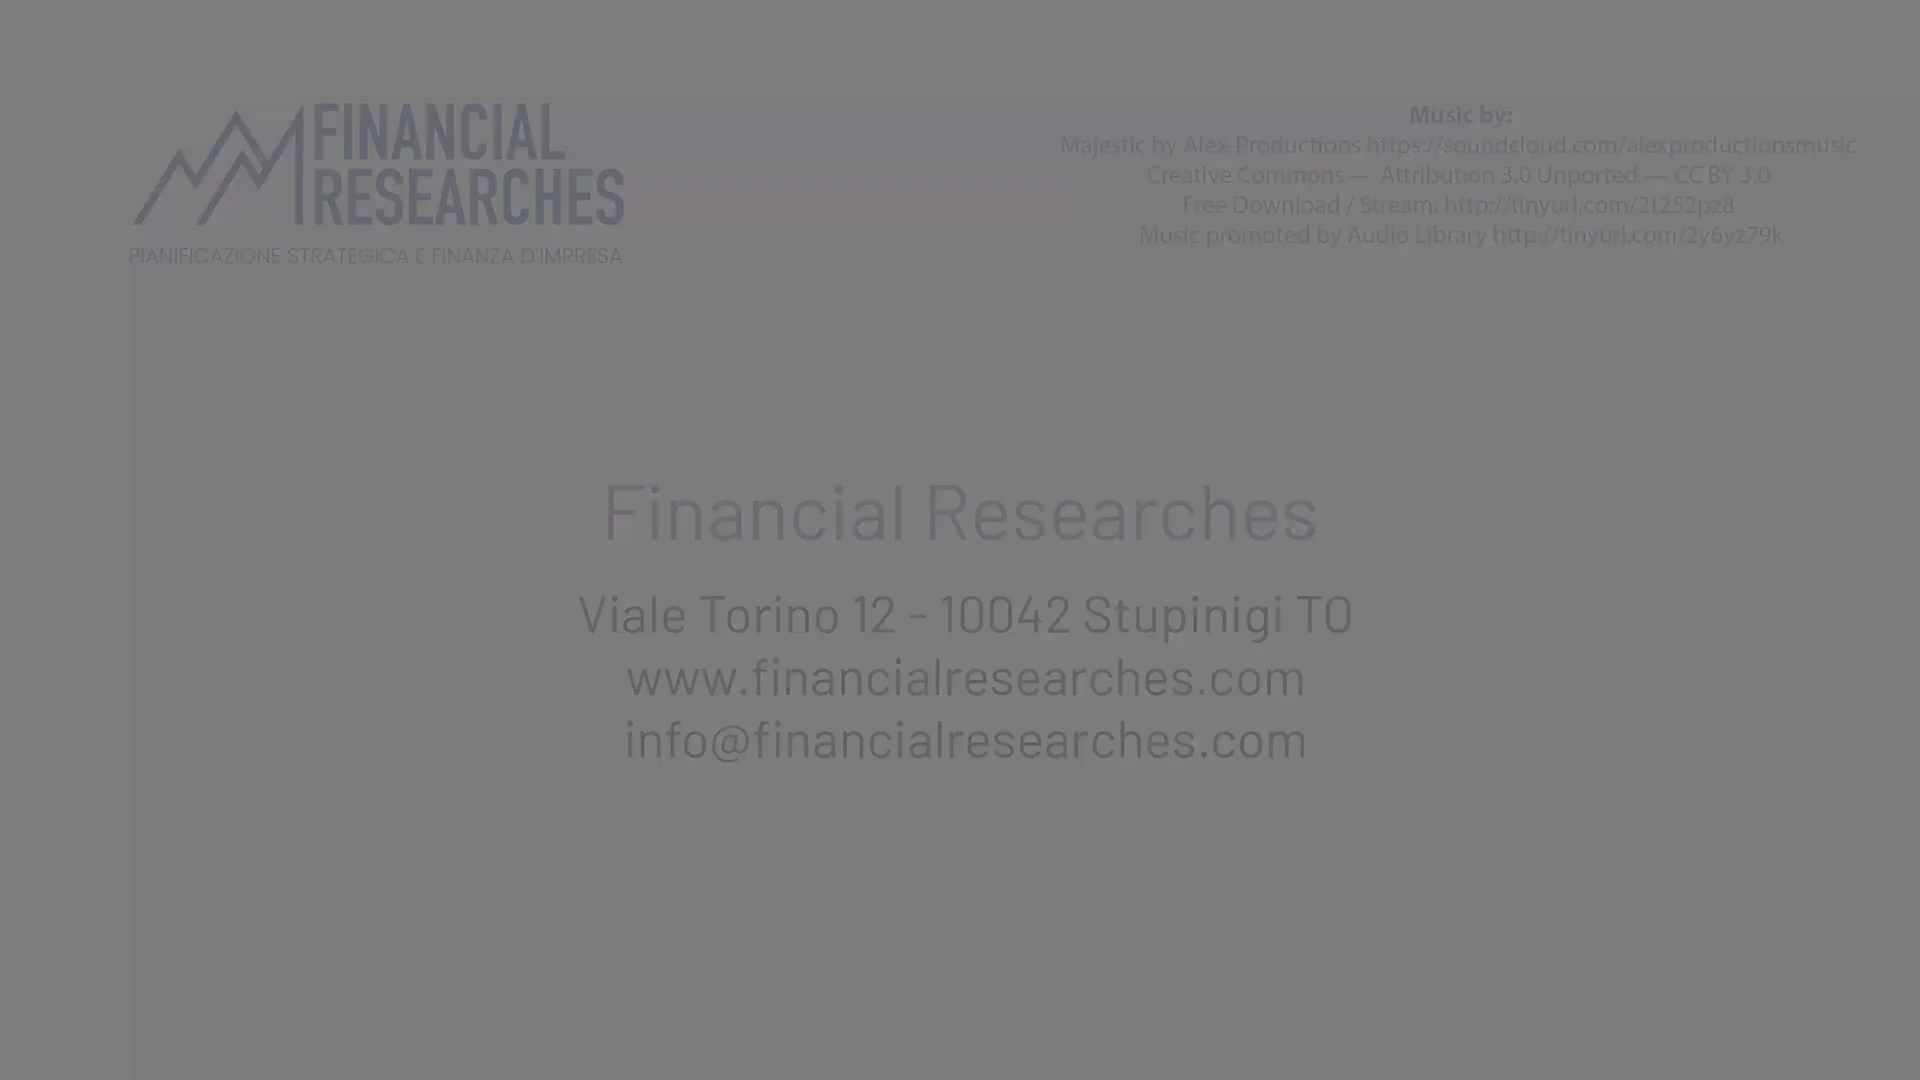 FINANCIAL
RESEARCHES
PIANIFICAZIONE STRATEGICA E FINANZA D'IMPRESA
Music by:
Majestic by Alex-Productions https://soundcloud.com/alexproductionsmusic
Creative Commons — Attribution 3.0 Unported — CC BY 3.0
Free Download / Stream: http://tinyurl.com/2t252pz8
Music promoted by Audio Library http://tinyurl.com/2y6yz79k
Financial Researches
Viale Torino 12 - 10042 Stupinigi TO
www.financialresearches.com
info@financialresearches.com